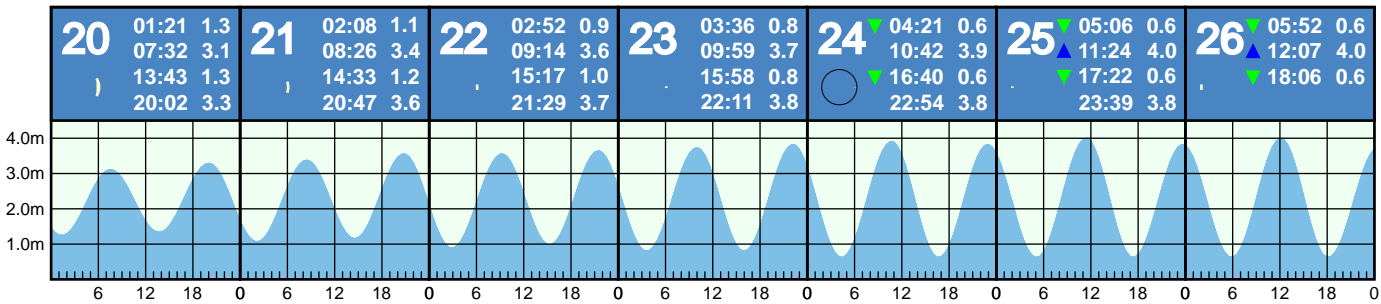 20 01:21 1.3 21 02:08 1.1 22 02:52 0.9 23 03:36 0.8 24 ▼ 04:21 0.6 25 ▼ 05:06 0.6 26 ▼ 05:52 0.6
07:32 3.1 08:26 3.4 09:14 3.6 09:59 3.7 10:42 3.9 ▲ 11:24 4.0 ▲ 12:07 4.0
13:43 1.3 14:33 1.2 15:17 1.0 15:58 0.8 ▼ 16:40 0.6 ▼ 17:22 0.6 ▼ 18:06 0.6
20:02 3.3 20:47 3.6 21:29 3.7 22:11 3.8 22:54 3.8 23:39 3.8
4.0m
3.0m
2.0m
1.0m
6 12 18 0 6 12 18 0 6 12 18 0 6 12 18 0 6 12 18 0 6 12 18 0 6 12 18 0